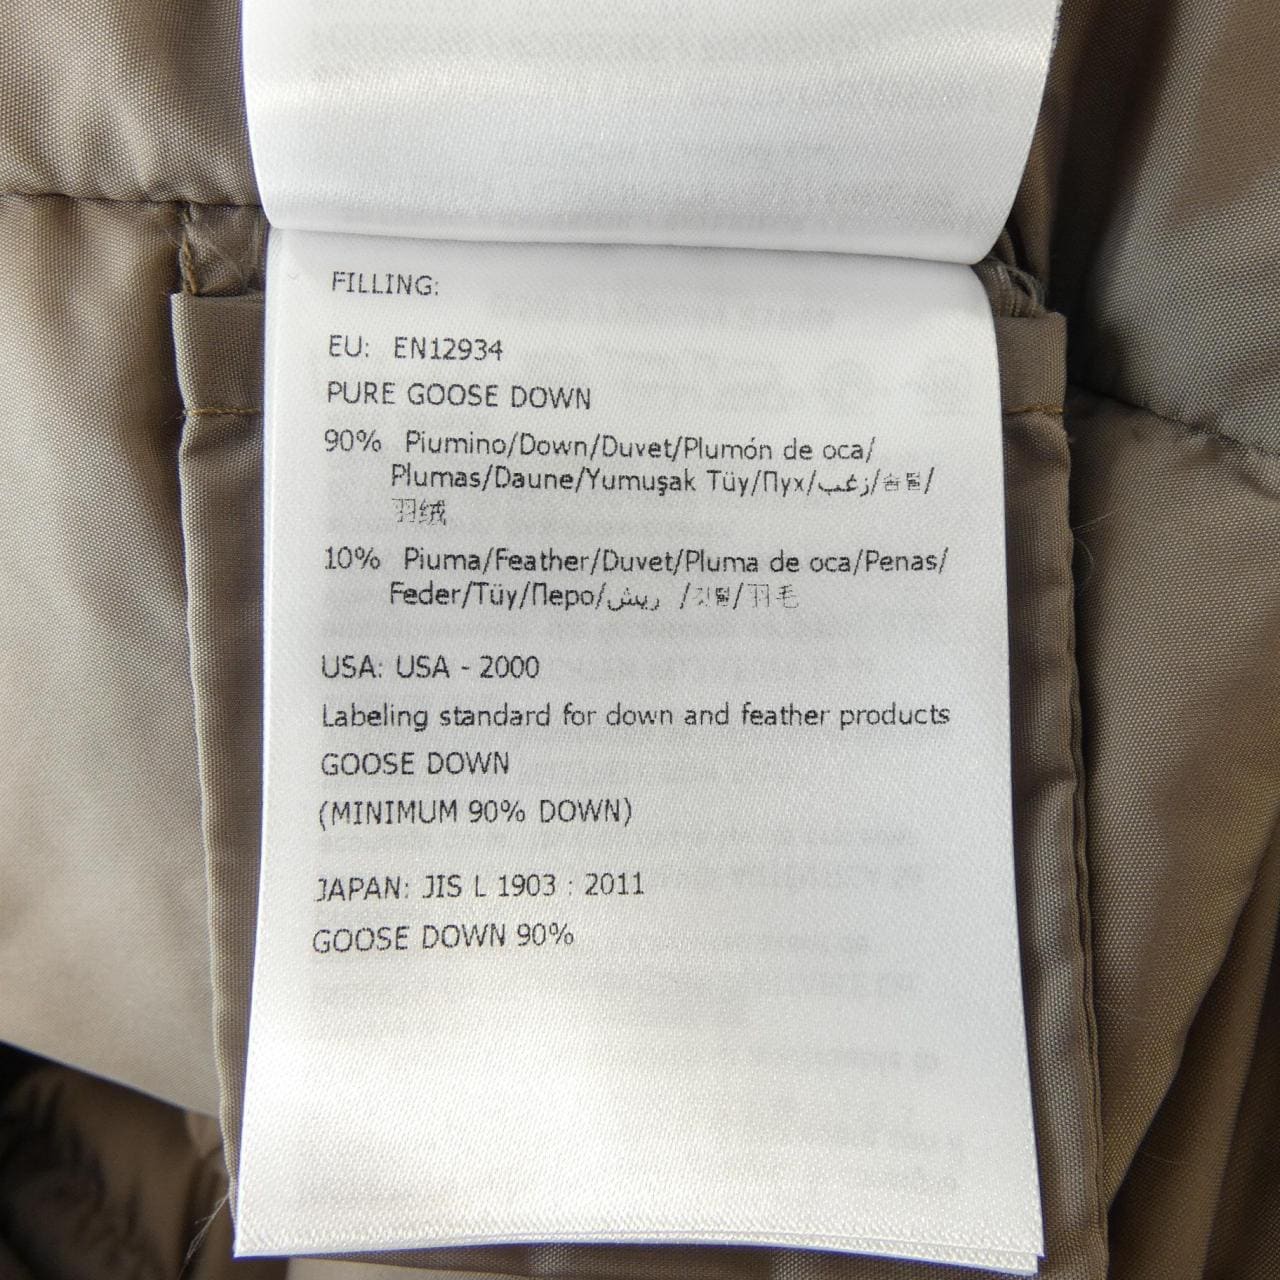 FILLING:
EU: EN12934
PURE GOOSE DOWN
90% Piumino/Down/Duvet/Plumón de oca/
Plumas/Daune/Yumuşak Tüy/Пух/زغب/솜털/
羽绒
10% Piuma/Feather/Duvet/Pluma de oca/Penas/
Feder/Tüy/Перо/ريش /깃털/羽毛
USA: USA - 2000
Labeling standard for down and feather products
GOOSE DOWN
(MINIMUM 90% DOWN)
JAPAN: JIS L 1903 : 2011
GOOSE DOWN 90%